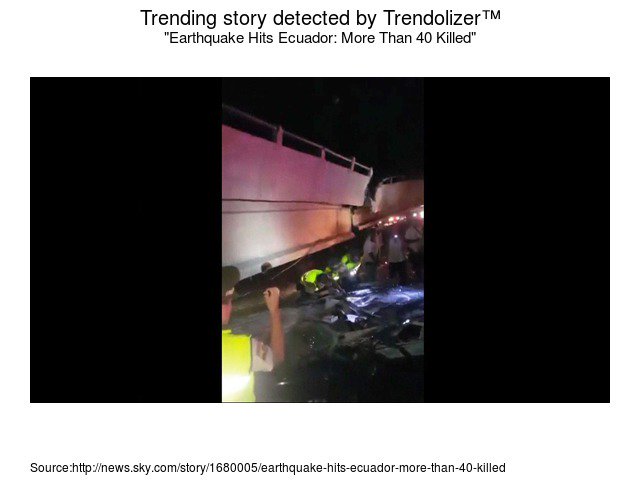 Trending story detected by Trendolizer™
"Earthquake Hits Ecuador: More Than 40 Killed"
Source:http://news.sky.com/story/1680005/earthquake-hits-ecuador-more-than-40-killed